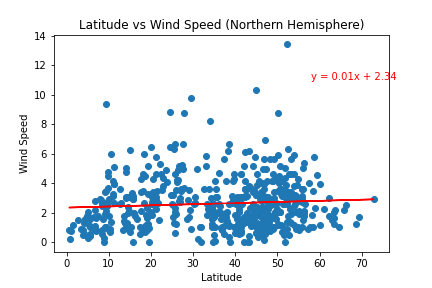 Latitude vs Wind Speed (Northern Hemisphere)
14
12
10
8
6
4
2
0
Wind Speed
y = 0.01x + 2.34
0 10 20 30 40 50 60 70
Latitude